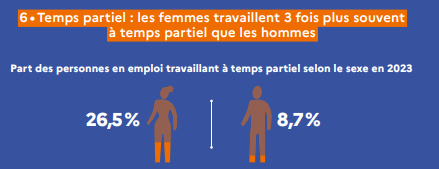 6 • Temps partiel : les femmes travaillent 3 fois plus souvent
à temps partiel que les hommes
Part des personnes en emploi travaillant à temps partiel selon le sexe en 2023
26,5% 8,7%